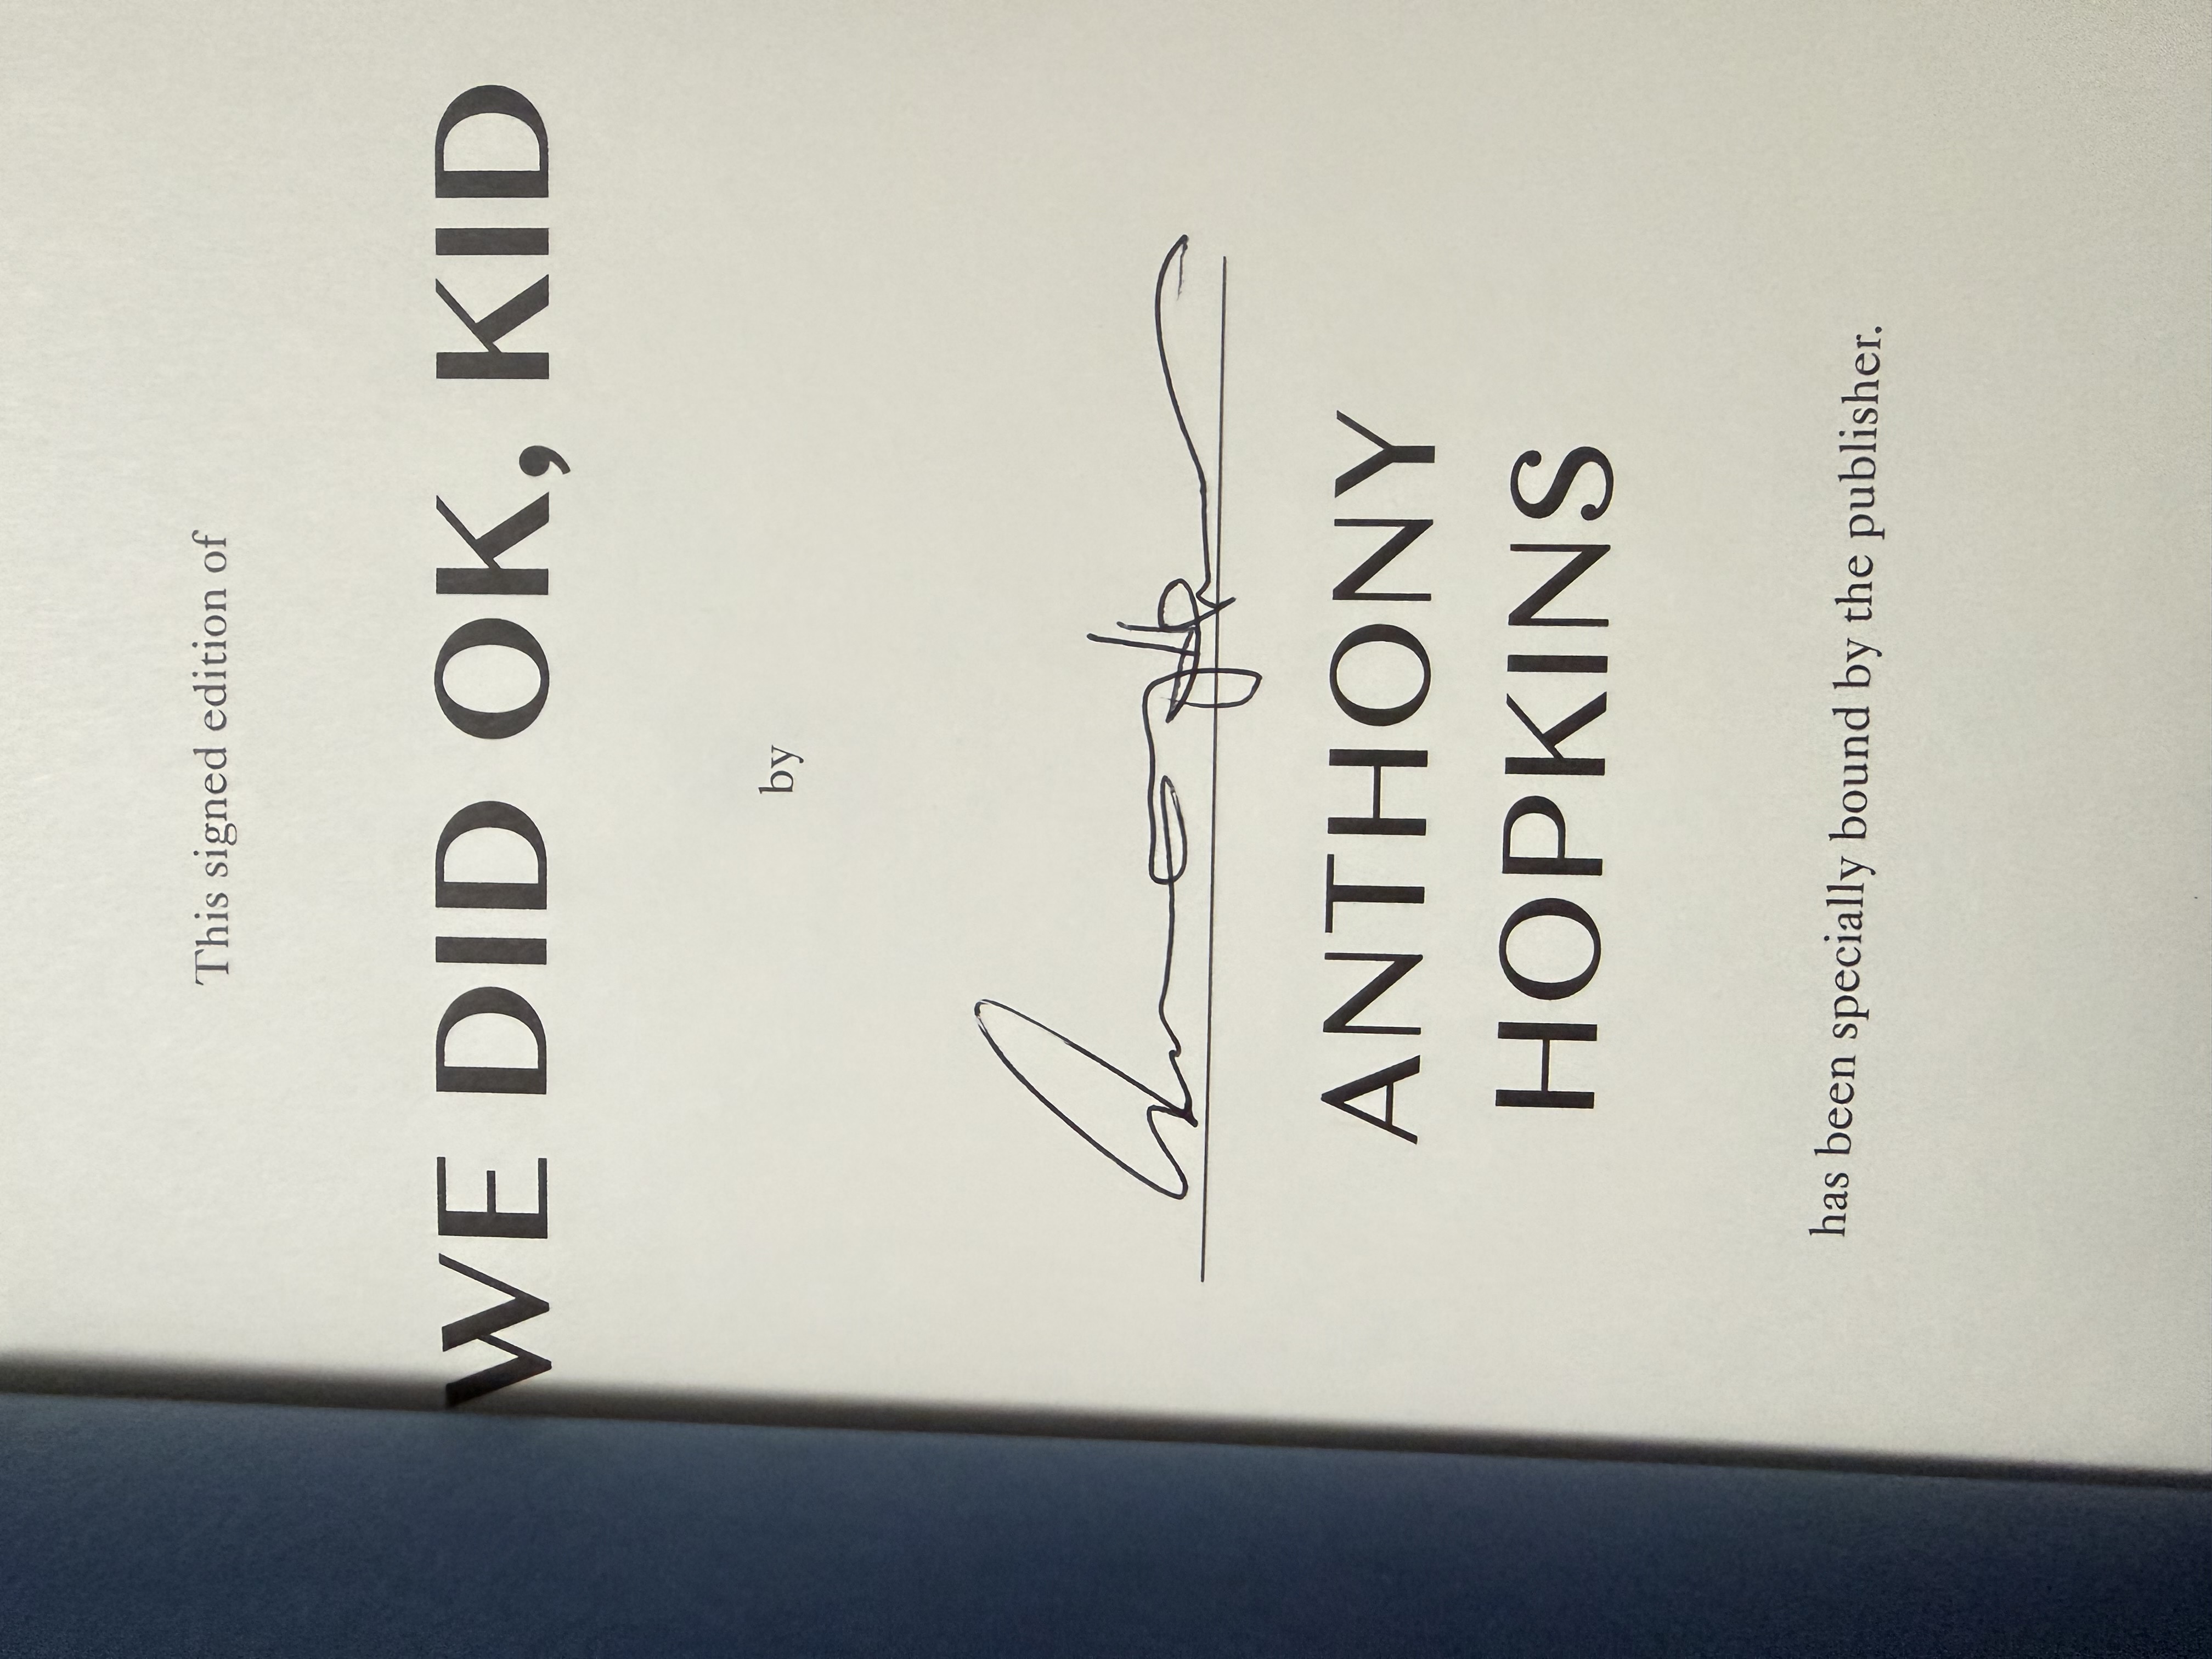 This signed edition of
WE DID OK, KID
by
ANTHONY
HOPKINS
has been specially bound by the publisher.